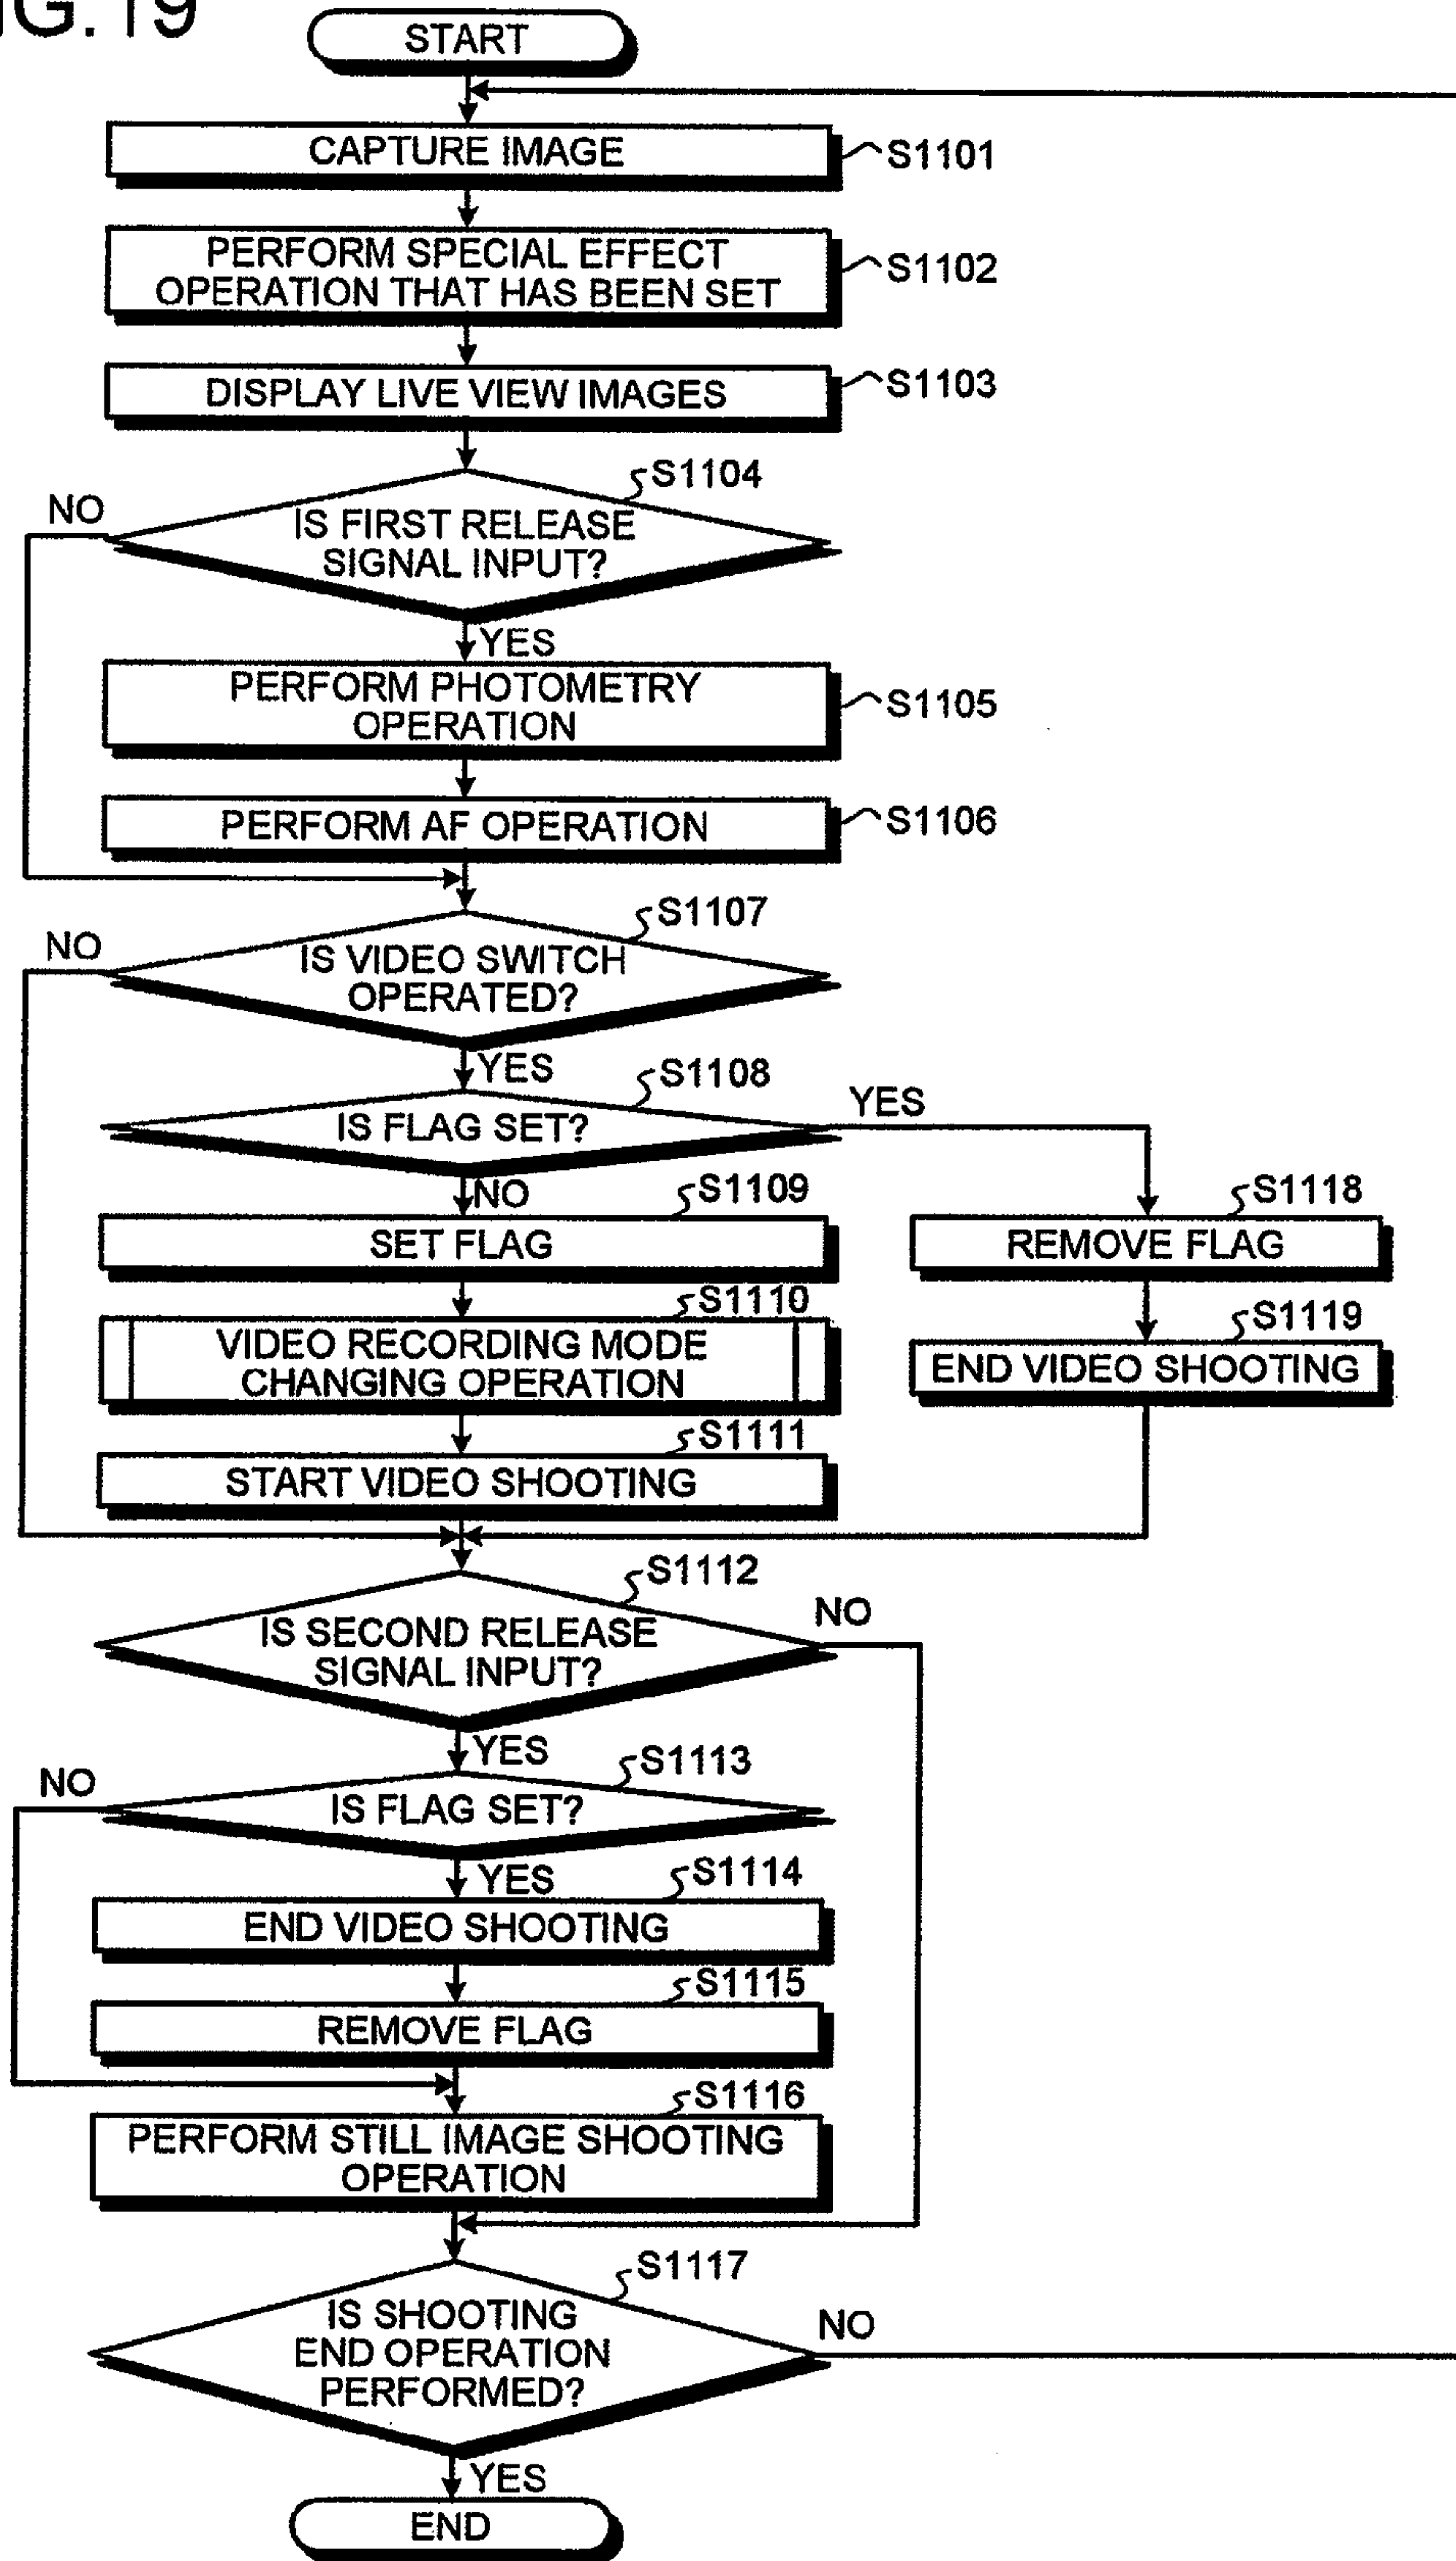 G. 19
START
CAPTURE IMAGE
S1101
PERFORM SPECIAL EFFECT
OPERATION THAT HAS BEEN SET
S1102
DISPLAY LIVE VIEW IMAGES
S1103
S1104
NO
IS FIRST RELEASE
SIGNAL INPUT?
YES
PERFORM PHOTOMETRY
OPERATION
S1105
PERFORM AF OPERATION
S1106
S1107
NO
IS VIDEO SWITCH
OPERATED?
YES
S1108
YES
IS FLAG SET?
NO
S1109
SET FLAG
S1118
REMOVE FLAG
S1110
VIDEO RECORDING MODE
CHANGING OPERATION
S1119
END VIDEO SHOOTING
S1111
START VIDEO SHOOTING
S1112
NO
IS SECOND RELEASE
SIGNAL INPUT?
YES
S1113
NO
IS FLAG SET?
YES
S1114
END VIDEO SHOOTING
S1115
REMOVE FLAG
S1116
PERFORM STILL IMAGE SHOOTING
OPERATION
S1117
IS SHOOTING
END OPERATION
PERFORMED?
NO
YES
END